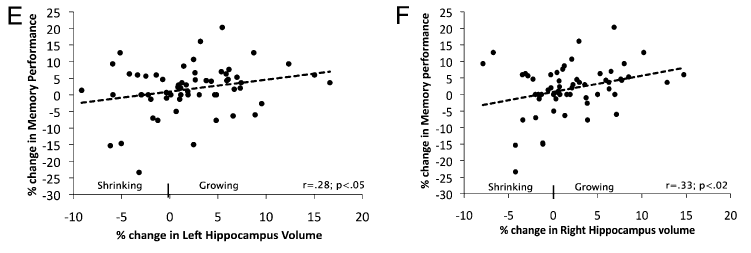 E
% change in Memory Performance
25
20
15
10
5
0
-5
-10
-15
-20
-25
-30
Shrinking
Growing
r=.28; p<.05
-10 -5 0 5 10 15 20
% change in Left Hippocampus Volume
F
% change in Memory performance
25
20
15
10
5
0
-5
-10
-15
-20
-25
-30
Shrinking
Growing
r=.33; p<.02
-10 -5 0 5 10 15 20
% change in Right Hippocampus volume